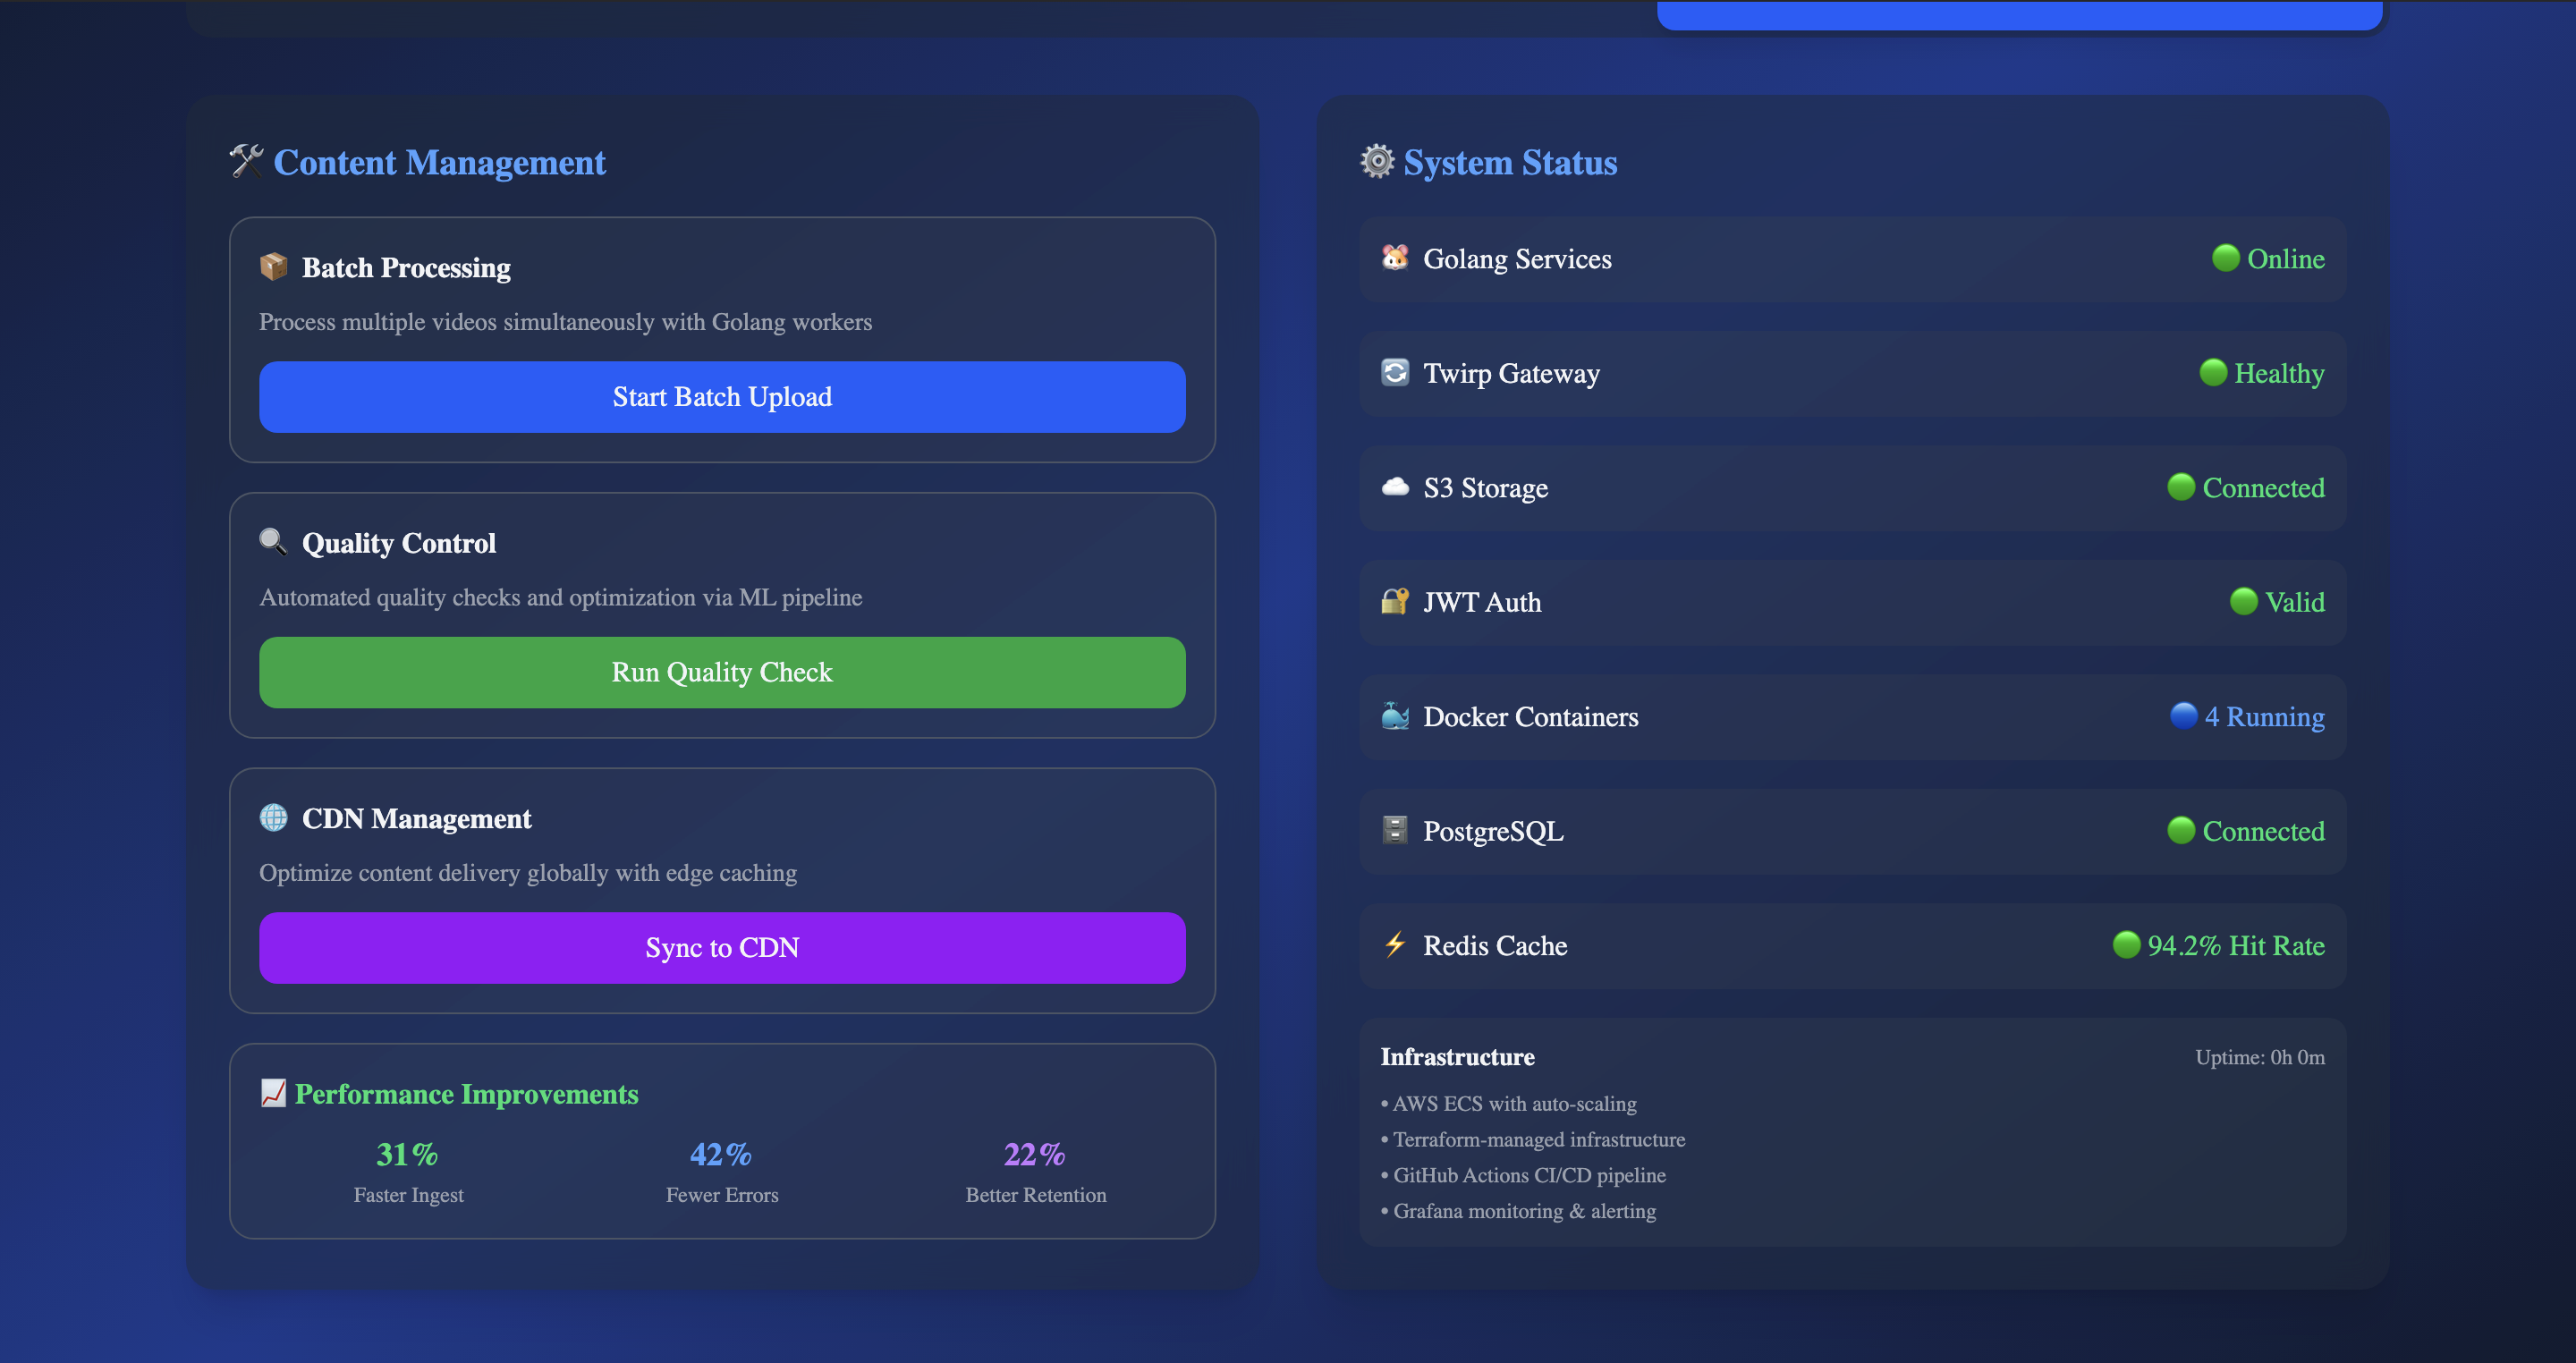 Content Management
Batch Processing
Process multiple videos simultaneously with Golang workers
Start Batch Upload
Quality Control
Automated quality checks and optimization via ML pipeline
Run Quality Check
CDN Management
Optimize content delivery globally with edge caching
Sync to CDN
Performance Improvements
31% 42% 22%
Faster Ingest Fewer Errors Better Retention
System Status
Golang Services Online
Twirp Gateway Healthy
S3 Storage Connected
JWT Auth Valid
Docker Containers 4 Running
PostgreSQL Connected
Redis Cache 94.2% Hit Rate
Infrastructure Uptime: 0h 0m
• AWS ECS with auto-scaling
• Terraform-managed infrastructure
• GitHub Actions CI/CD pipeline
• Grafana monitoring & alerting